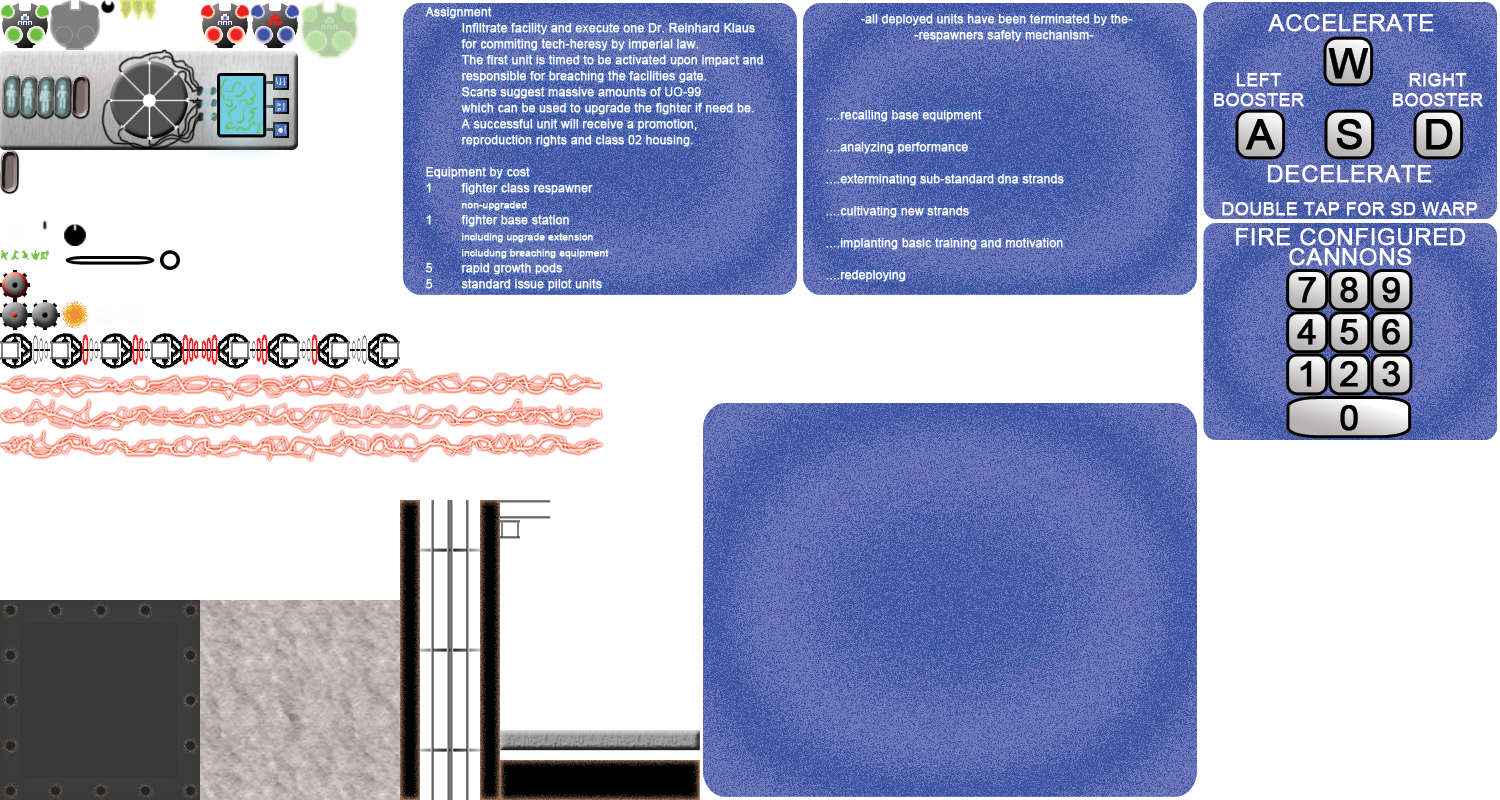 Assignment
Infiltrate facility and execute one Dr. Reinhard Klaus
for commiting tech-heresy by imperial law.
The first unit is timed to be activated upon impact and
responsible for breaching the facilities gate.
Scans suggest massive amounts of UO-99
which can be used to upgrade the fighter if need be.
A successful unit will receive a promotion,
reproduction rights and class 02 housing.
Equipment by cost
1 fighter class respawner
non-upgraded
1 fighter base station
including upgrade extension
includung breaching equipment
5 rapid growth pods
5 standard issue pilot units
-all deployed units have been terminated by the-
-respawners safety mechanism-
....recalling base equipment
....analyzing performance
....exterminating sub-standard dna strands
....cultivating new strands
....implanting basic training and motivation
....redeploying
ACCELERATE
W
LEFT
BOOSTER
RIGHT
BOOSTER
A S D
DECELERATE
DOUBLE TAP FOR SD WARP
FIRE CONFIGURED
CANNONS
7 8 9
4 5 6
1 2 3
0